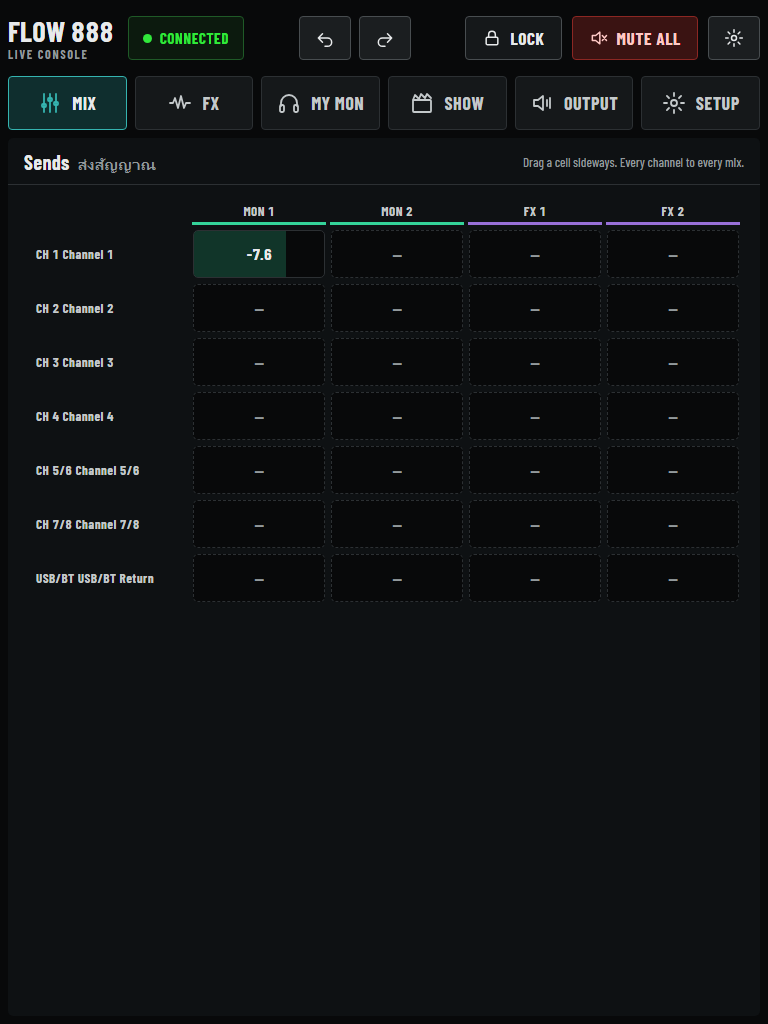 FLOW 888
LIVE CONSOLE
CONNECTED
LOCK
MUTE ALL
MIX
FX
MY MON
SHOW
OUTPUT
SETUP
Sends ส่งสัญญาณ
Drag a cell sideways. Every channel to every mix.
MON 1 MON 2 FX 1 FX 2
CH 1 Channel 1 -7.6 – – –
CH 2 Channel 2 – – – –
CH 3 Channel 3 – – – –
CH 4 Channel 4 – – – –
CH 5/6 Channel 5/6 – – – –
CH 7/8 Channel 7/8 – – – –
USB/BT USB/BT Return – – – –